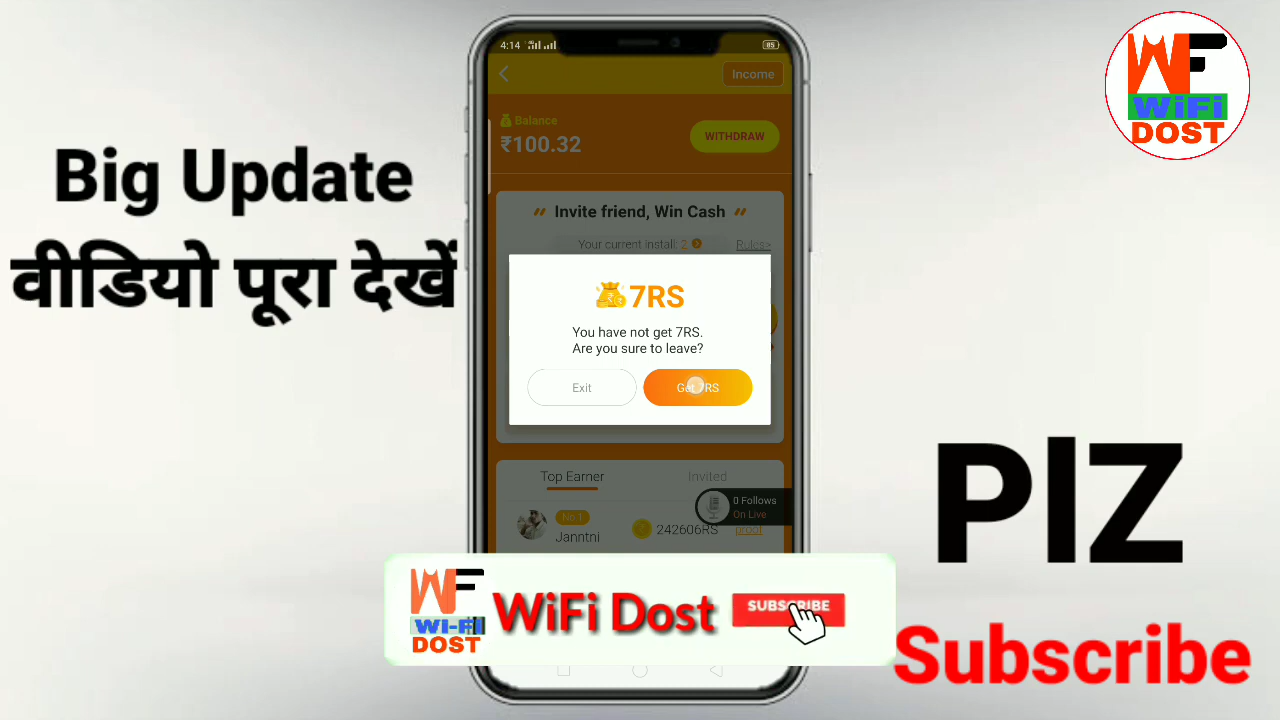 Big Update
वीडियो पूरा देखें
4:14
85
Income
Balance
₹100.32
WITHDRAW
Invite friend, Win Cash
Your current install: 2
Rules>
7RS
You have not get 7RS.
Are you sure to leave?
Exit
Get 7RS
Top Earner
Invited
0 Follows
On Live
No.1
Janntni
242606RS
proof
WF
WiFi
DOST
WF
WI-FI
DOST
WiFi Dost
SUBSCRIBE
PlZ
Subscribe